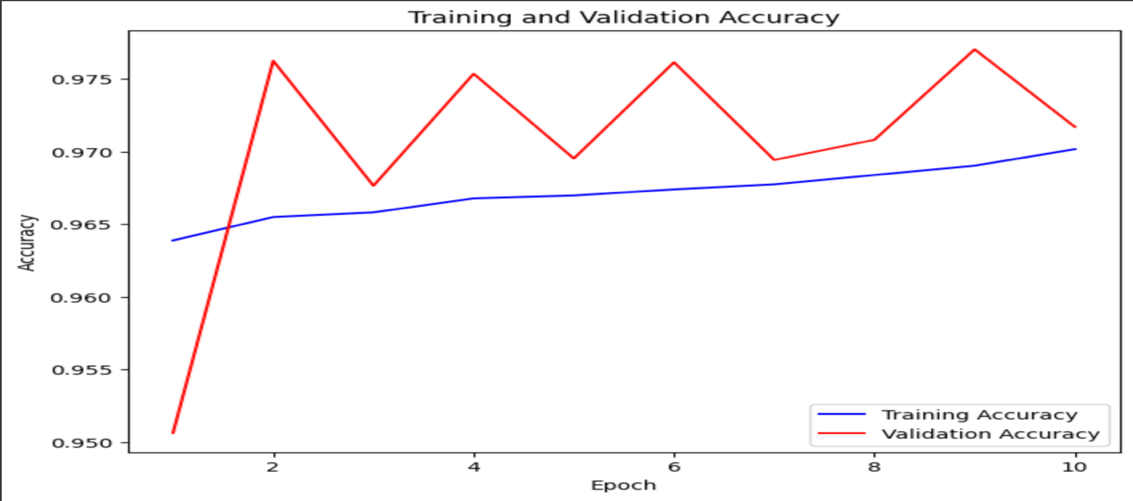 Training and Validation Accuracy
0.975
0.970
0.965
0.960
0.955
0.950
Accuracy
2 4 6 8 10
Epoch
Training Accuracy
Validation Accuracy